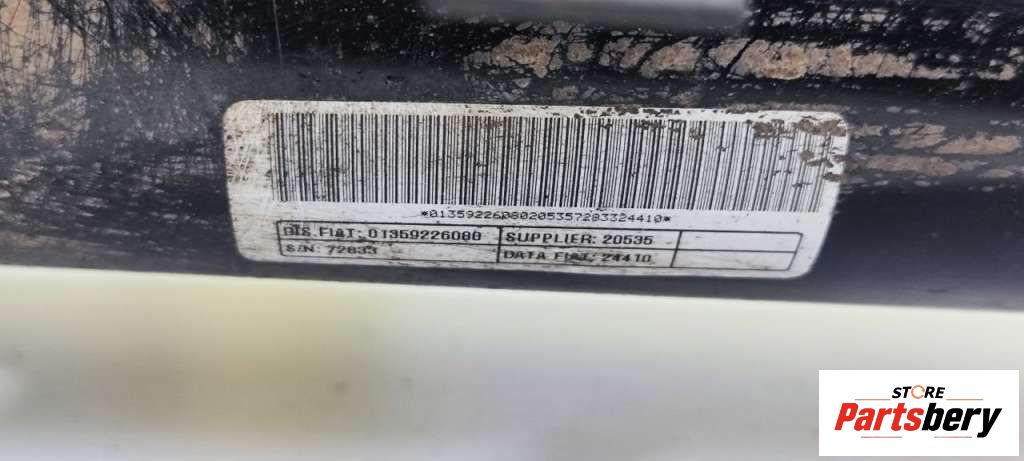 *01359226080205357283324410*
DIS.FIAT: 01359226080
SUPPLIER: 20535
S/N: 72833
DATA FIAT: 24410
STORE
Partsbery